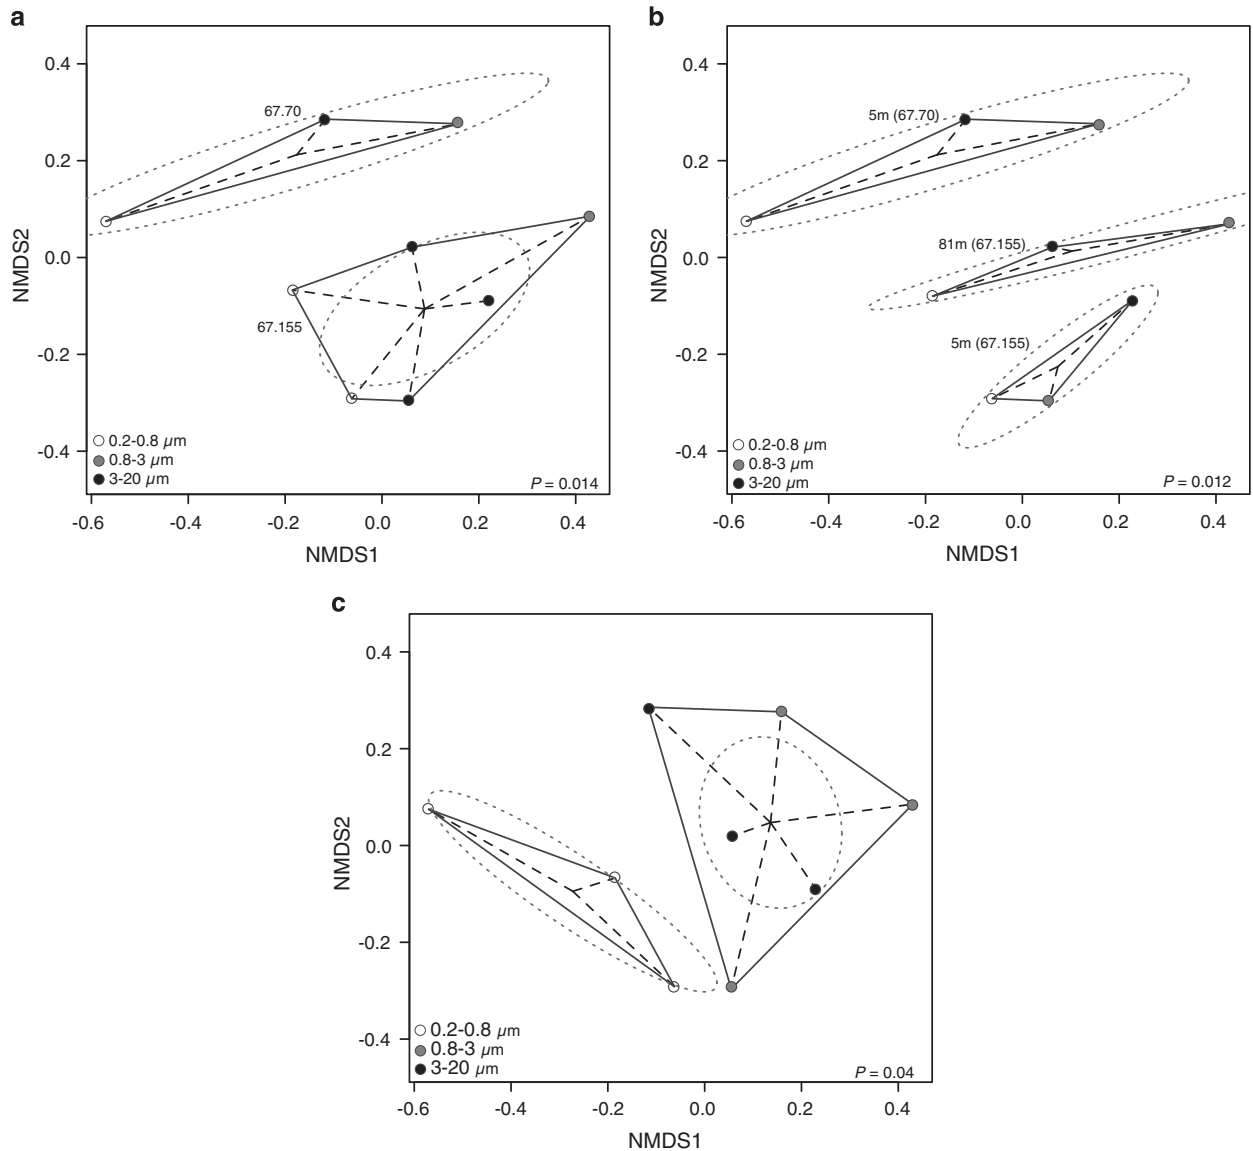 a
0.4
0.2
0.0
-0.2
-0.4
NMDS2
67.70
67.155
0.2-0.8 µm
0.8-3 µm
3-20 µm
P = 0.014
-0.6 -0.4 -0.2 0.0 0.2 0.4
NMDS1
b
0.4
0.2
0.0
-0.2
-0.4
NMDS2
5m (67.70)
81m (67.155)
5m (67.155)
0.2-0.8 µm
0.8-3 µm
3-20 µm
P = 0.012
-0.6 -0.4 -0.2 0.0 0.2 0.4
NMDS1
c
0.4
0.2
0.0
-0.2
-0.4
NMDS2
0.2-0.8 µm
0.8-3 µm
3-20 µm
P = 0.04
-0.6 -0.4 -0.2 0.0 0.2 0.4
NMDS1